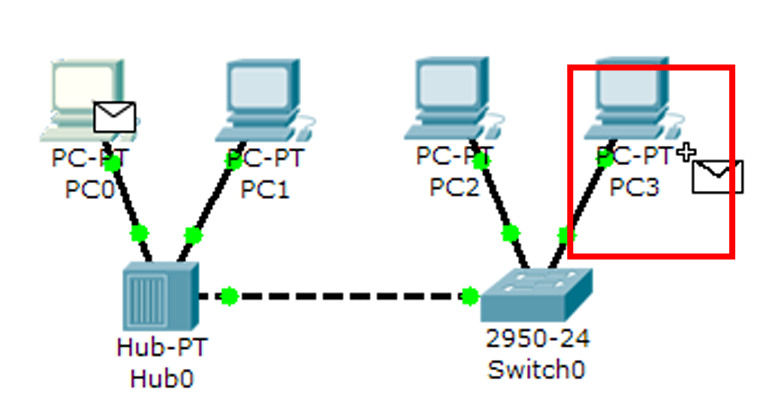 PC-PT
PC0
PC-PT
PC1
PC-PT
PC2
PC-PT
PC3
Hub-PT
Hub0
2950-24
Switch0